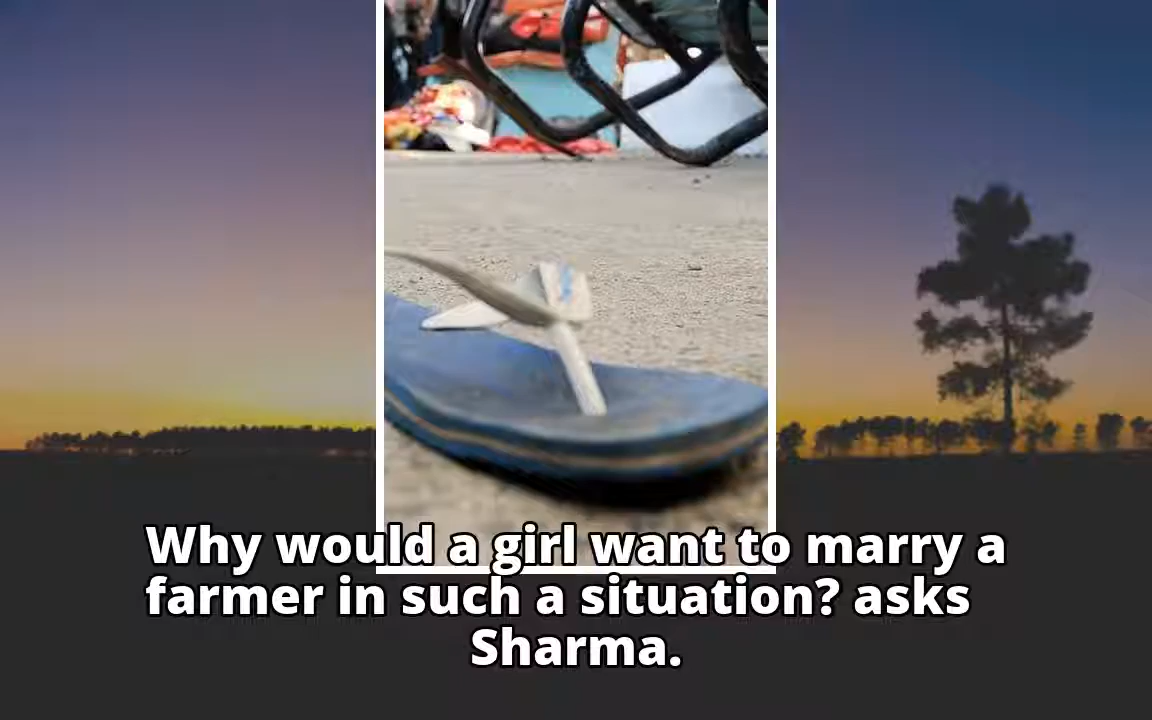 Why would a girl want to marry a
farmer in such a situation? asks
Sharma.